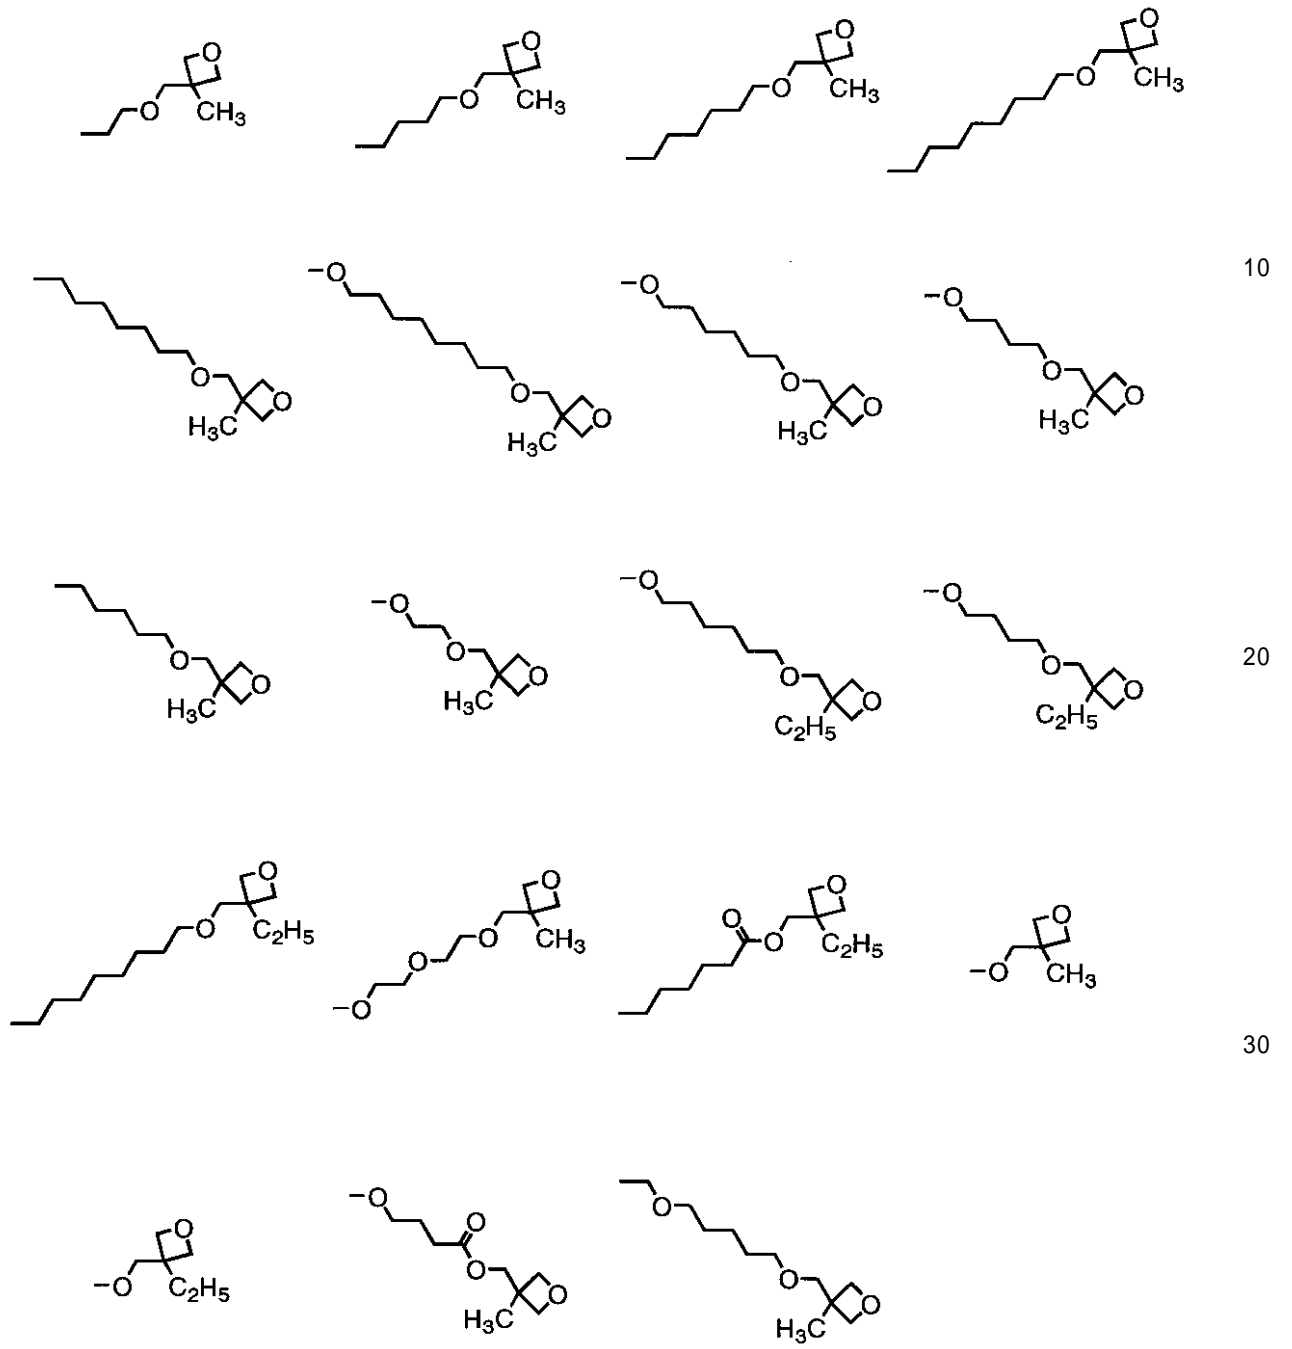 O O O O
O CH3 O CH3 O CH3 O CH3
10
–O –O –O
O O O O
O O O O
H3C H3C H3C H3C
20
–O –O –O
O O O O
O O O O
H3C H3C C2H5 C2H5
O O O O
O C2H5 O CH3 O O C2H5 –O CH3
O
–O
30
–O O
O O
–O C2H5 O O
O O
H3C H3C